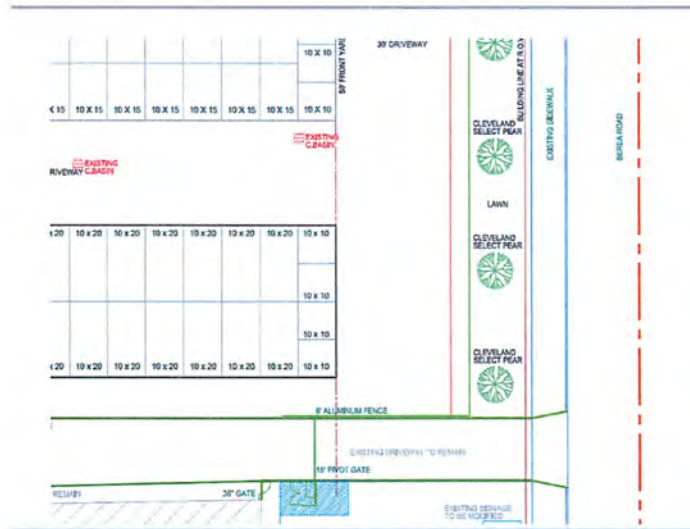 10 X 10
50' FRONT YARD
30' DRIVEWAY
BUILDING LINE AT R.O.W
EXISTING SIDEWALK
BEREA ROAD
X 15 10 X 15 10 X 15 10 X 15 10 X 15 10 X 15 10 X 15 10 X 10
CLEVELAND
SELECT PEAR
EXISTING
C.BASIN
EXISTING
C.BASIN
RIVEWAY
LAWN
x 20 10 x 20 10 x 20 10 x 20 10 x 20 10 x 20 10 x 20 10 x 10
CLEVELAND
SELECT PEAR
10 x 10
10 x 10
CLEVELAND
SELECT PEAR
x 20 10 x 20 10 x 20 10 x 20 10 x 20 10 x 20 10 x 20 10 x 10
6' ALUMINUM FENCE
EXISTING DRIVEWAY TO REMAIN
18' PIVOT GATE
REMAIN
36" GATE
EXISTING SIGNAGE
TO BE MODIFIED